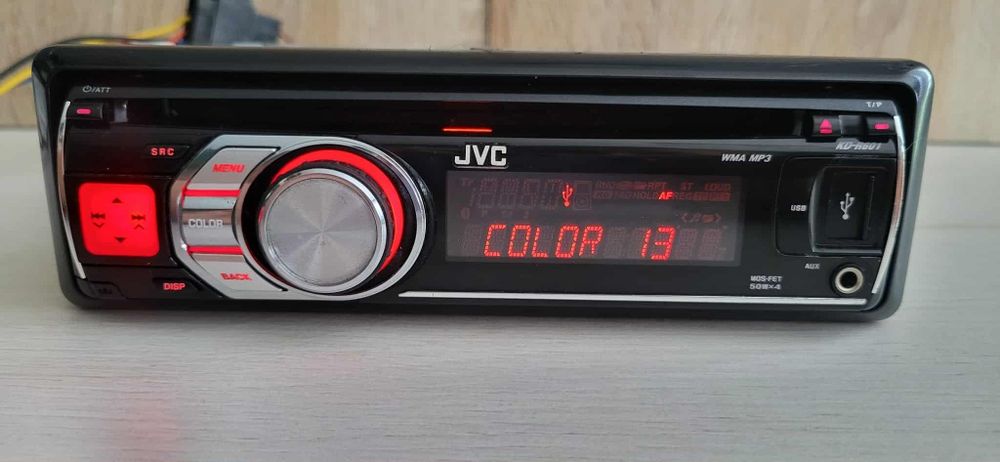 ⏻/ATT
T/P
SRC
MENU
JVC
WMA MP3
KD-R601
RPT ST LOUD
AF REG
COLOR
USB
COLOR 13
BACK
AUX
DISP
MOS-FET
50W×4